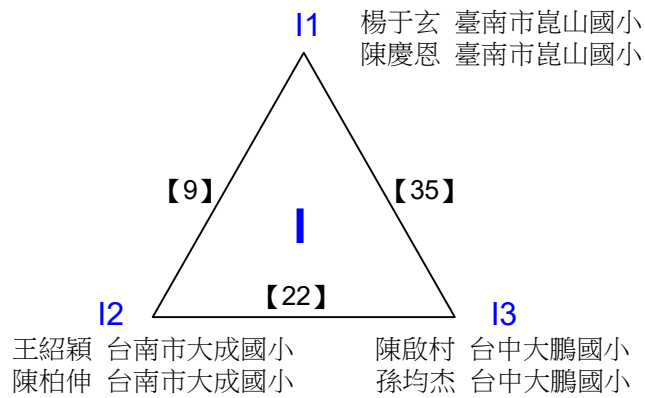 I1 楊于玄 臺南市崑山國小
陳慶恩 臺南市崑山國小
【9】 【35】
I
【22】
I2 I3
王紹穎 台南市大成國小 陳啟村 台中大鵬國小
陳柏伸 台南市大成國小 孫均杰 台中大鵬國小